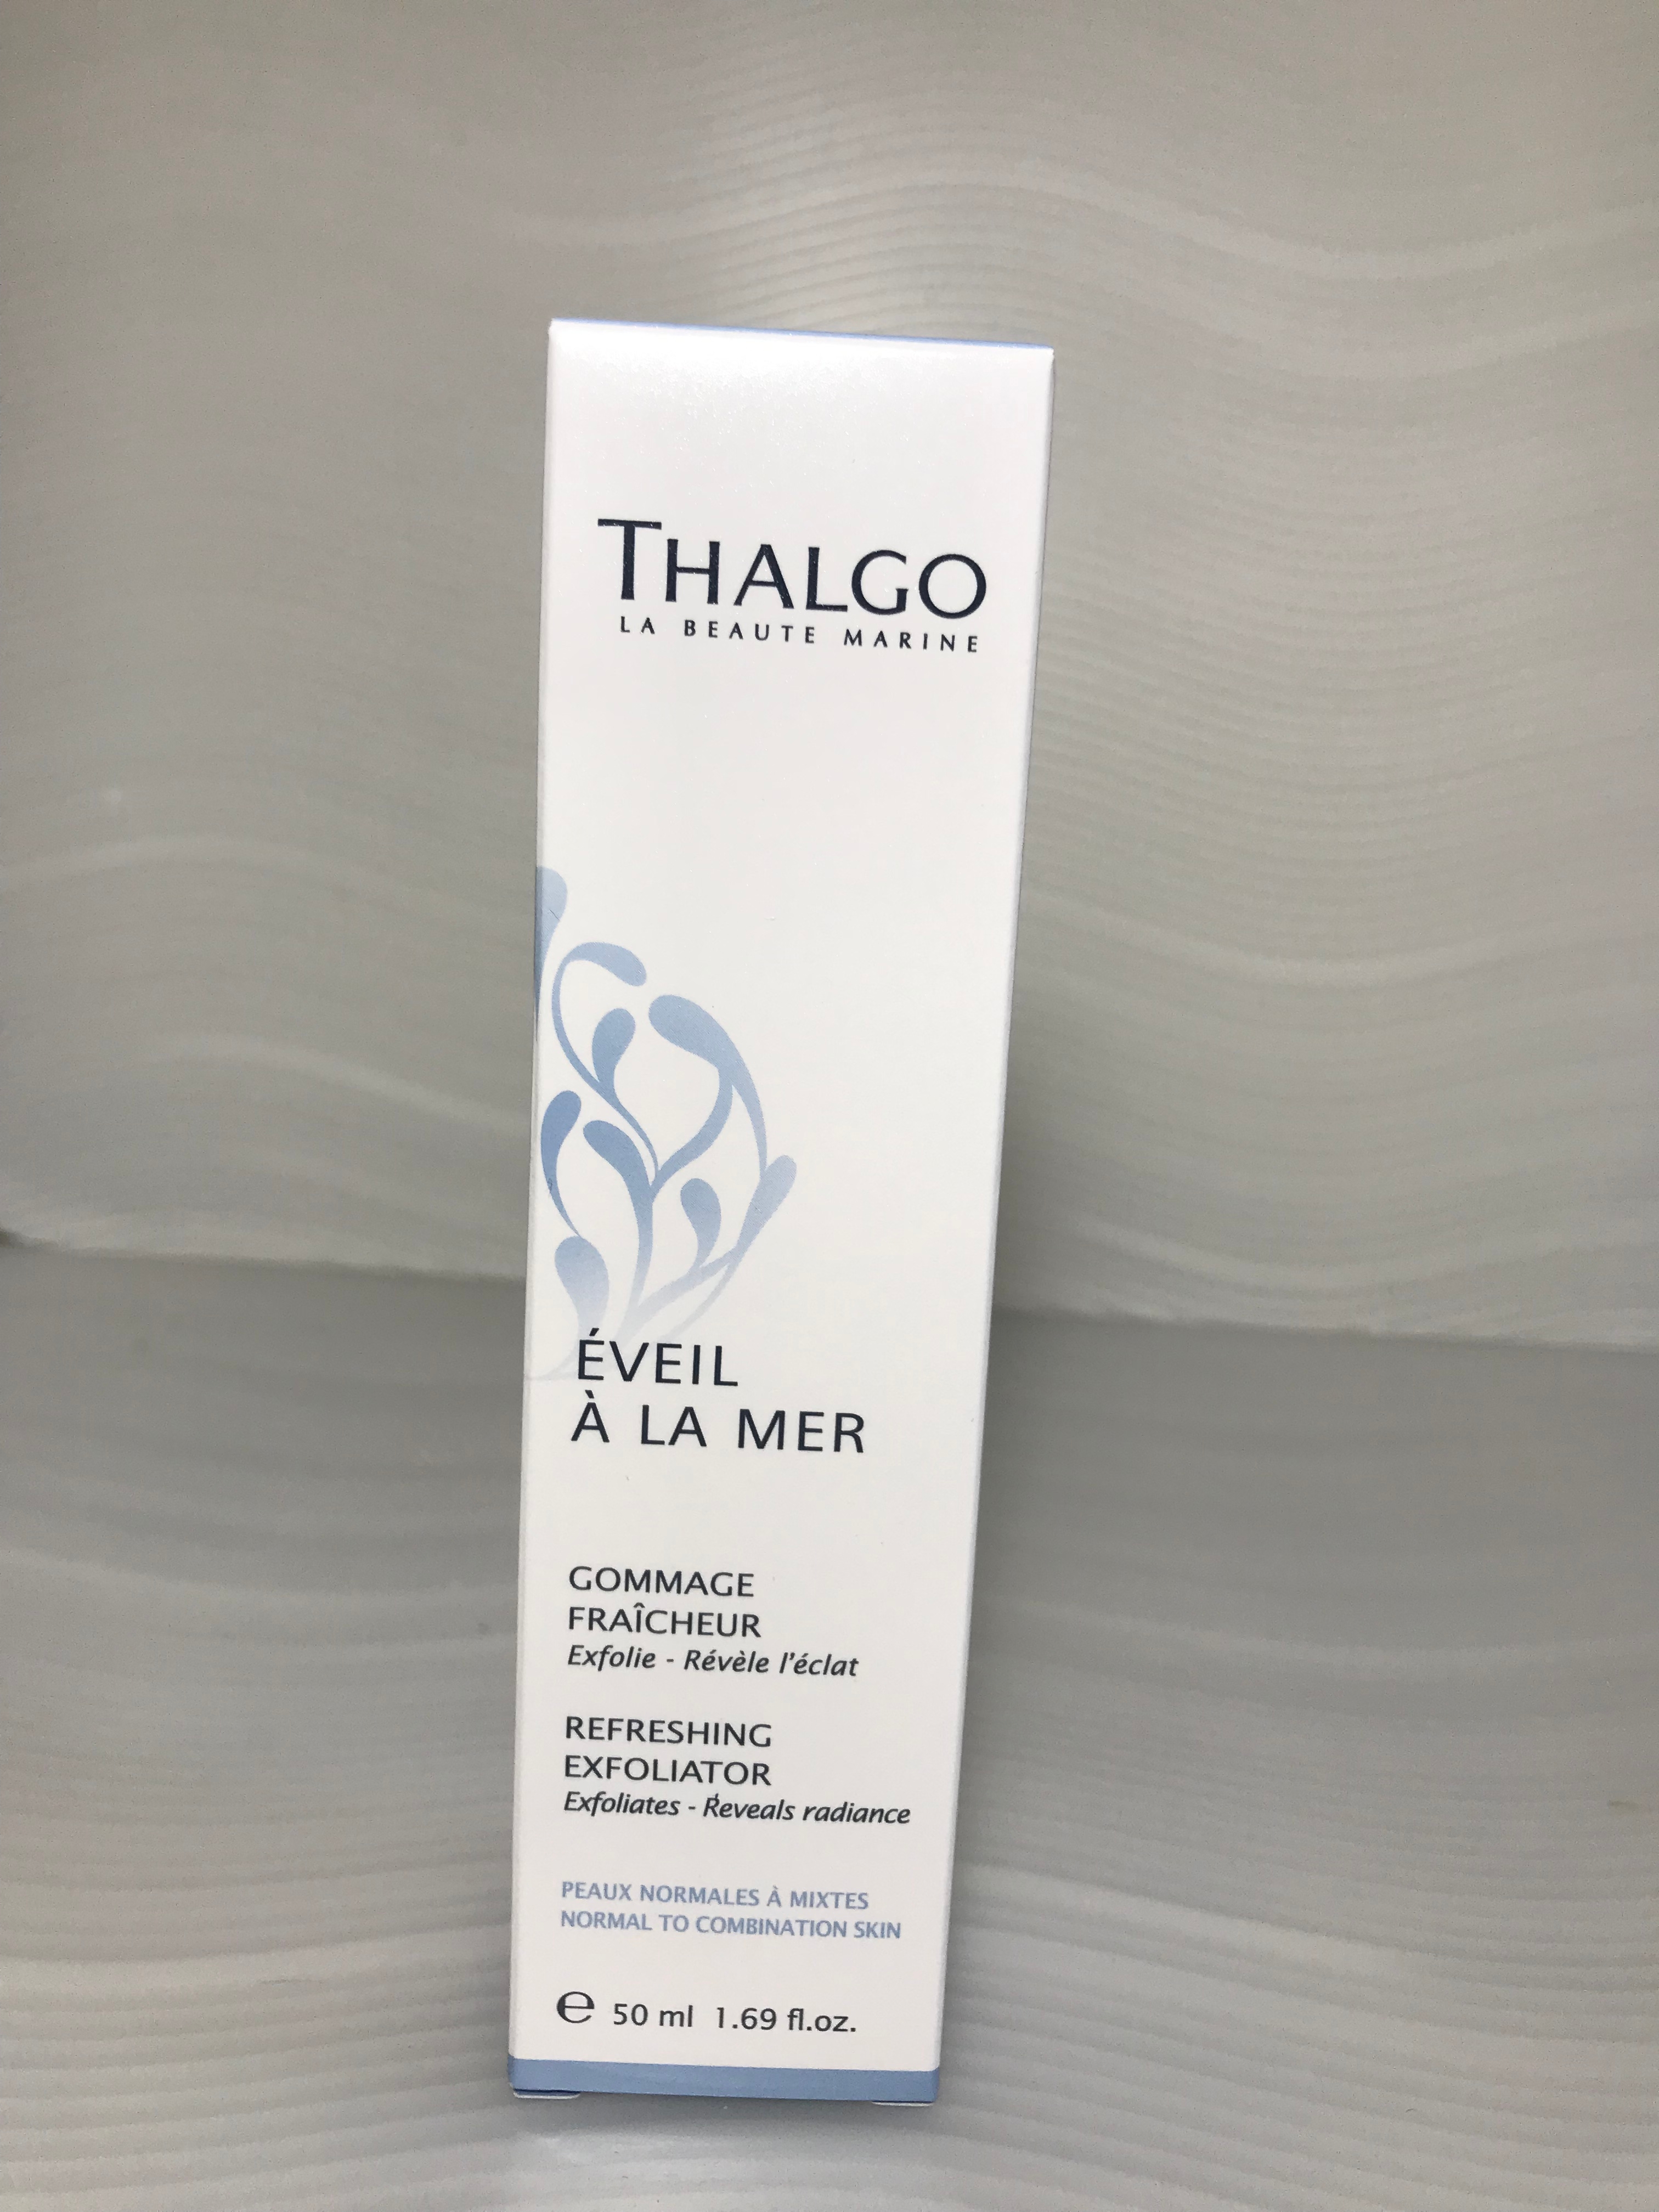 THALGO
LA BEAUTE MARINE
ÉVEIL
À LA MER
GOMMAGE
FRAÎCHEUR
Exfolie - Révèle l'éclat
REFRESHING
EXFOLIATOR
Exfoliates - Reveals radiance
PEAUX NORMALES À MIXTES
NORMAL TO COMBINATION SKIN
℮ 50 ml 1.69 fl.oz.